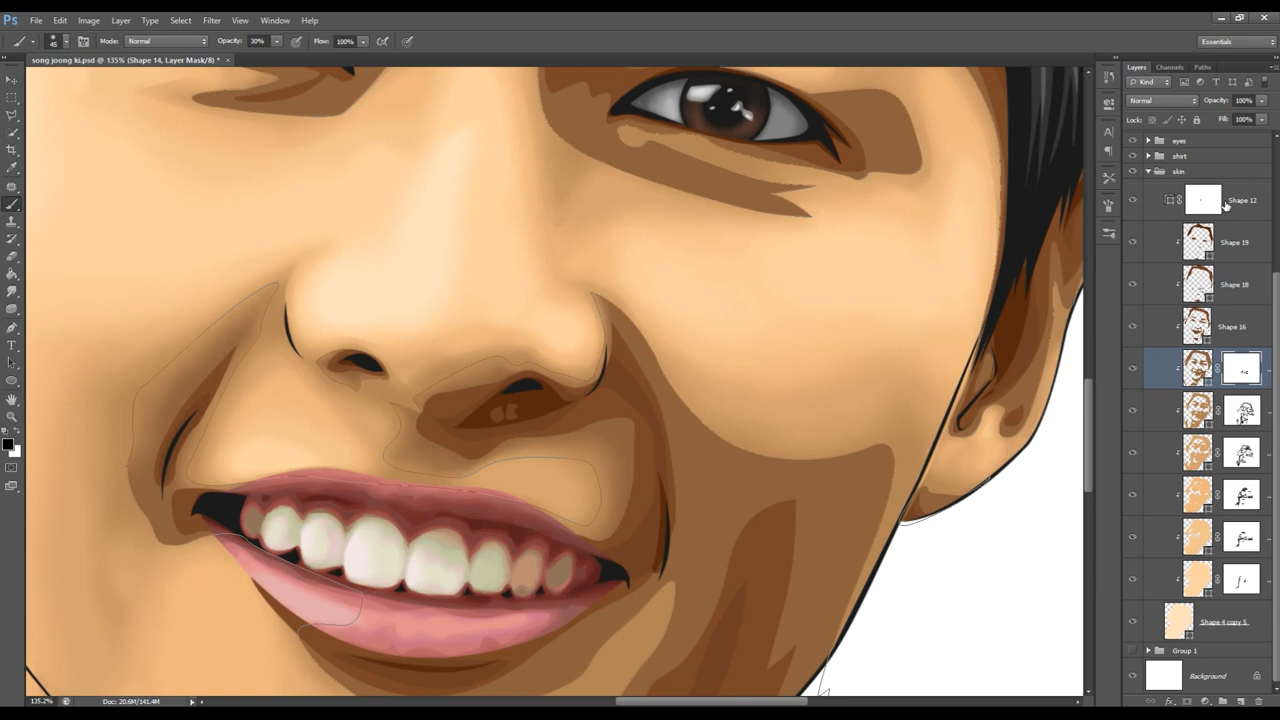 Ps File Edit Image Layer Type Select Filter View Window Help
45 Mode: Normal Opacity: 30% Flow: 100% Essentials
song joong ki.psd @ 135% (Shape 14, Layer Mask/8) * ×
Layers Channels Paths
Kind
Normal Opacity: 100%
Lock: Fill: 100%
eyes
shirt
skin
Shape 12
Shape 19
Shape 18
Shape 16
Shape 4 copy 5
Group 1
Background
135.2% Doc: 20.6M/141.4M